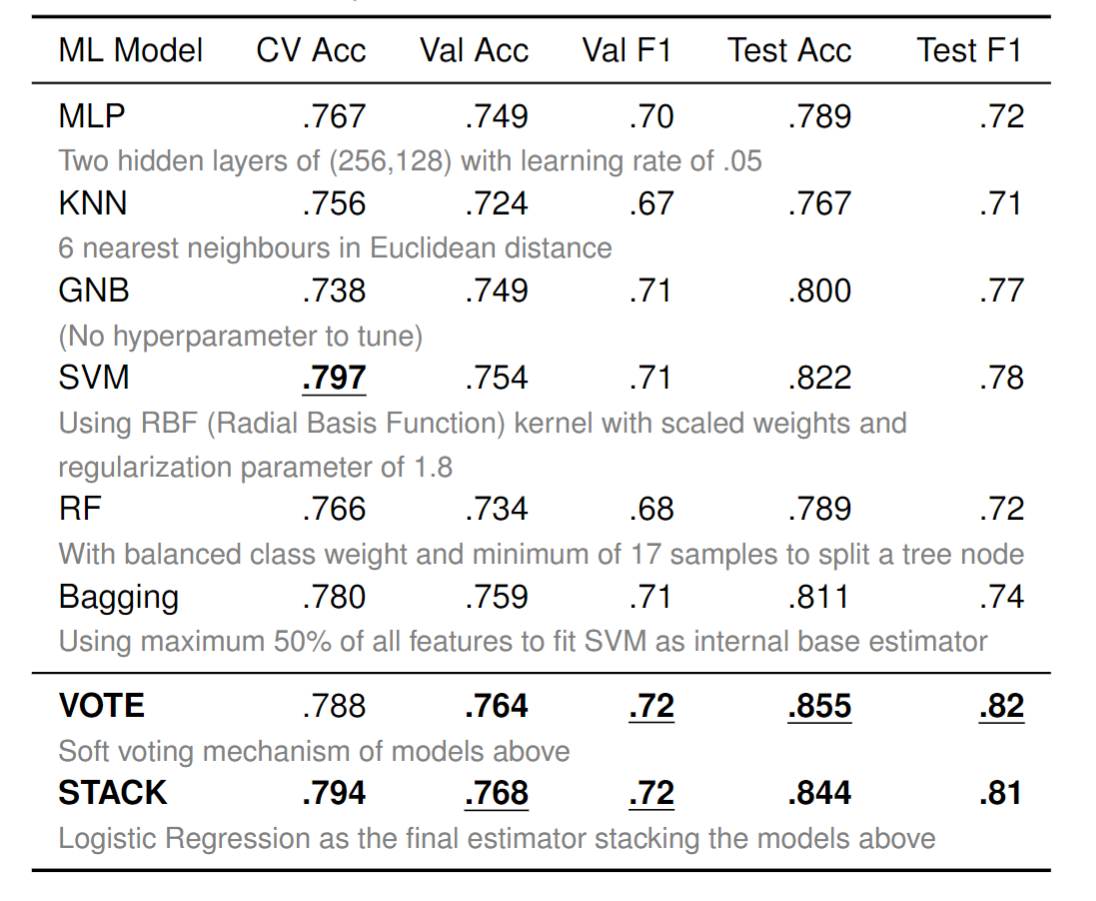 ML Model CV Acc Val Acc Val F1 Test Acc Test F1
MLP .767 .749 .70 .789 .72
Two hidden layers of (256,128) with learning rate of .05
KNN .756 .724 .67 .767 .71
6 nearest neighbours in Euclidean distance
GNB .738 .749 .71 .800 .77
(No hyperparameter to tune)
SVM .797 .754 .71 .822 .78
Using RBF (Radial Basis Function) kernel with scaled weights and
regularization parameter of 1.8
RF .766 .734 .68 .789 .72
With balanced class weight and minimum of 17 samples to split a tree node
Bagging .780 .759 .71 .811 .74
Using maximum 50% of all features to fit SVM as internal base estimator
VOTE .788 .764 .72 .855 .82
Soft voting mechanism of models above
STACK .794 .768 .72 .844 .81
Logistic Regression as the final estimator stacking the models above